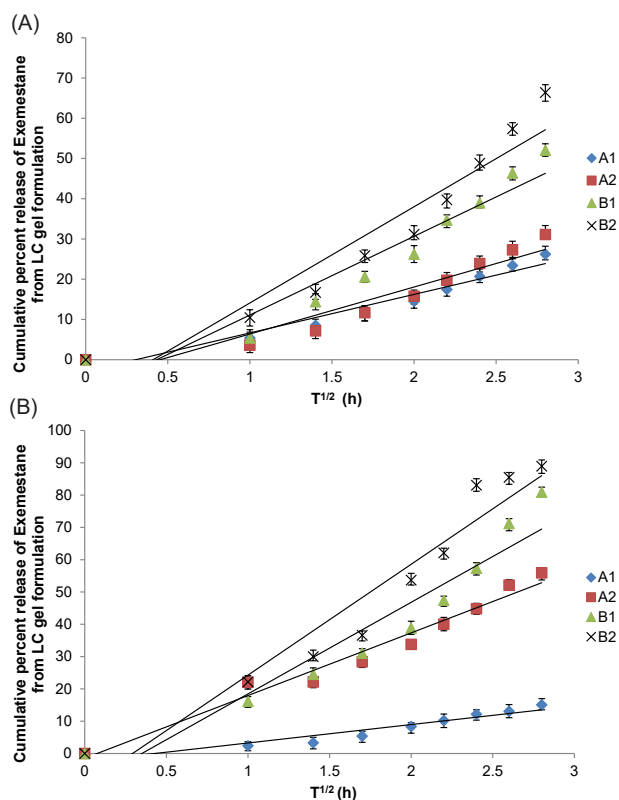 (A)
80
70
60
50
40
30
20
10
0
Cumulative percent release of Exemestane
from LC gel formulation
0
0.5
1
1.5
2
2.5
3
T1/2 (h)
A1
A2
B1
B2
(B)
100
90
80
70
60
50
40
30
20
10
0
Cumulative percent release of Exemestane
from LC gel formulation
0
0.5
1
1.5
2
2.5
3
T1/2 (h)
A1
A2
B1
B2